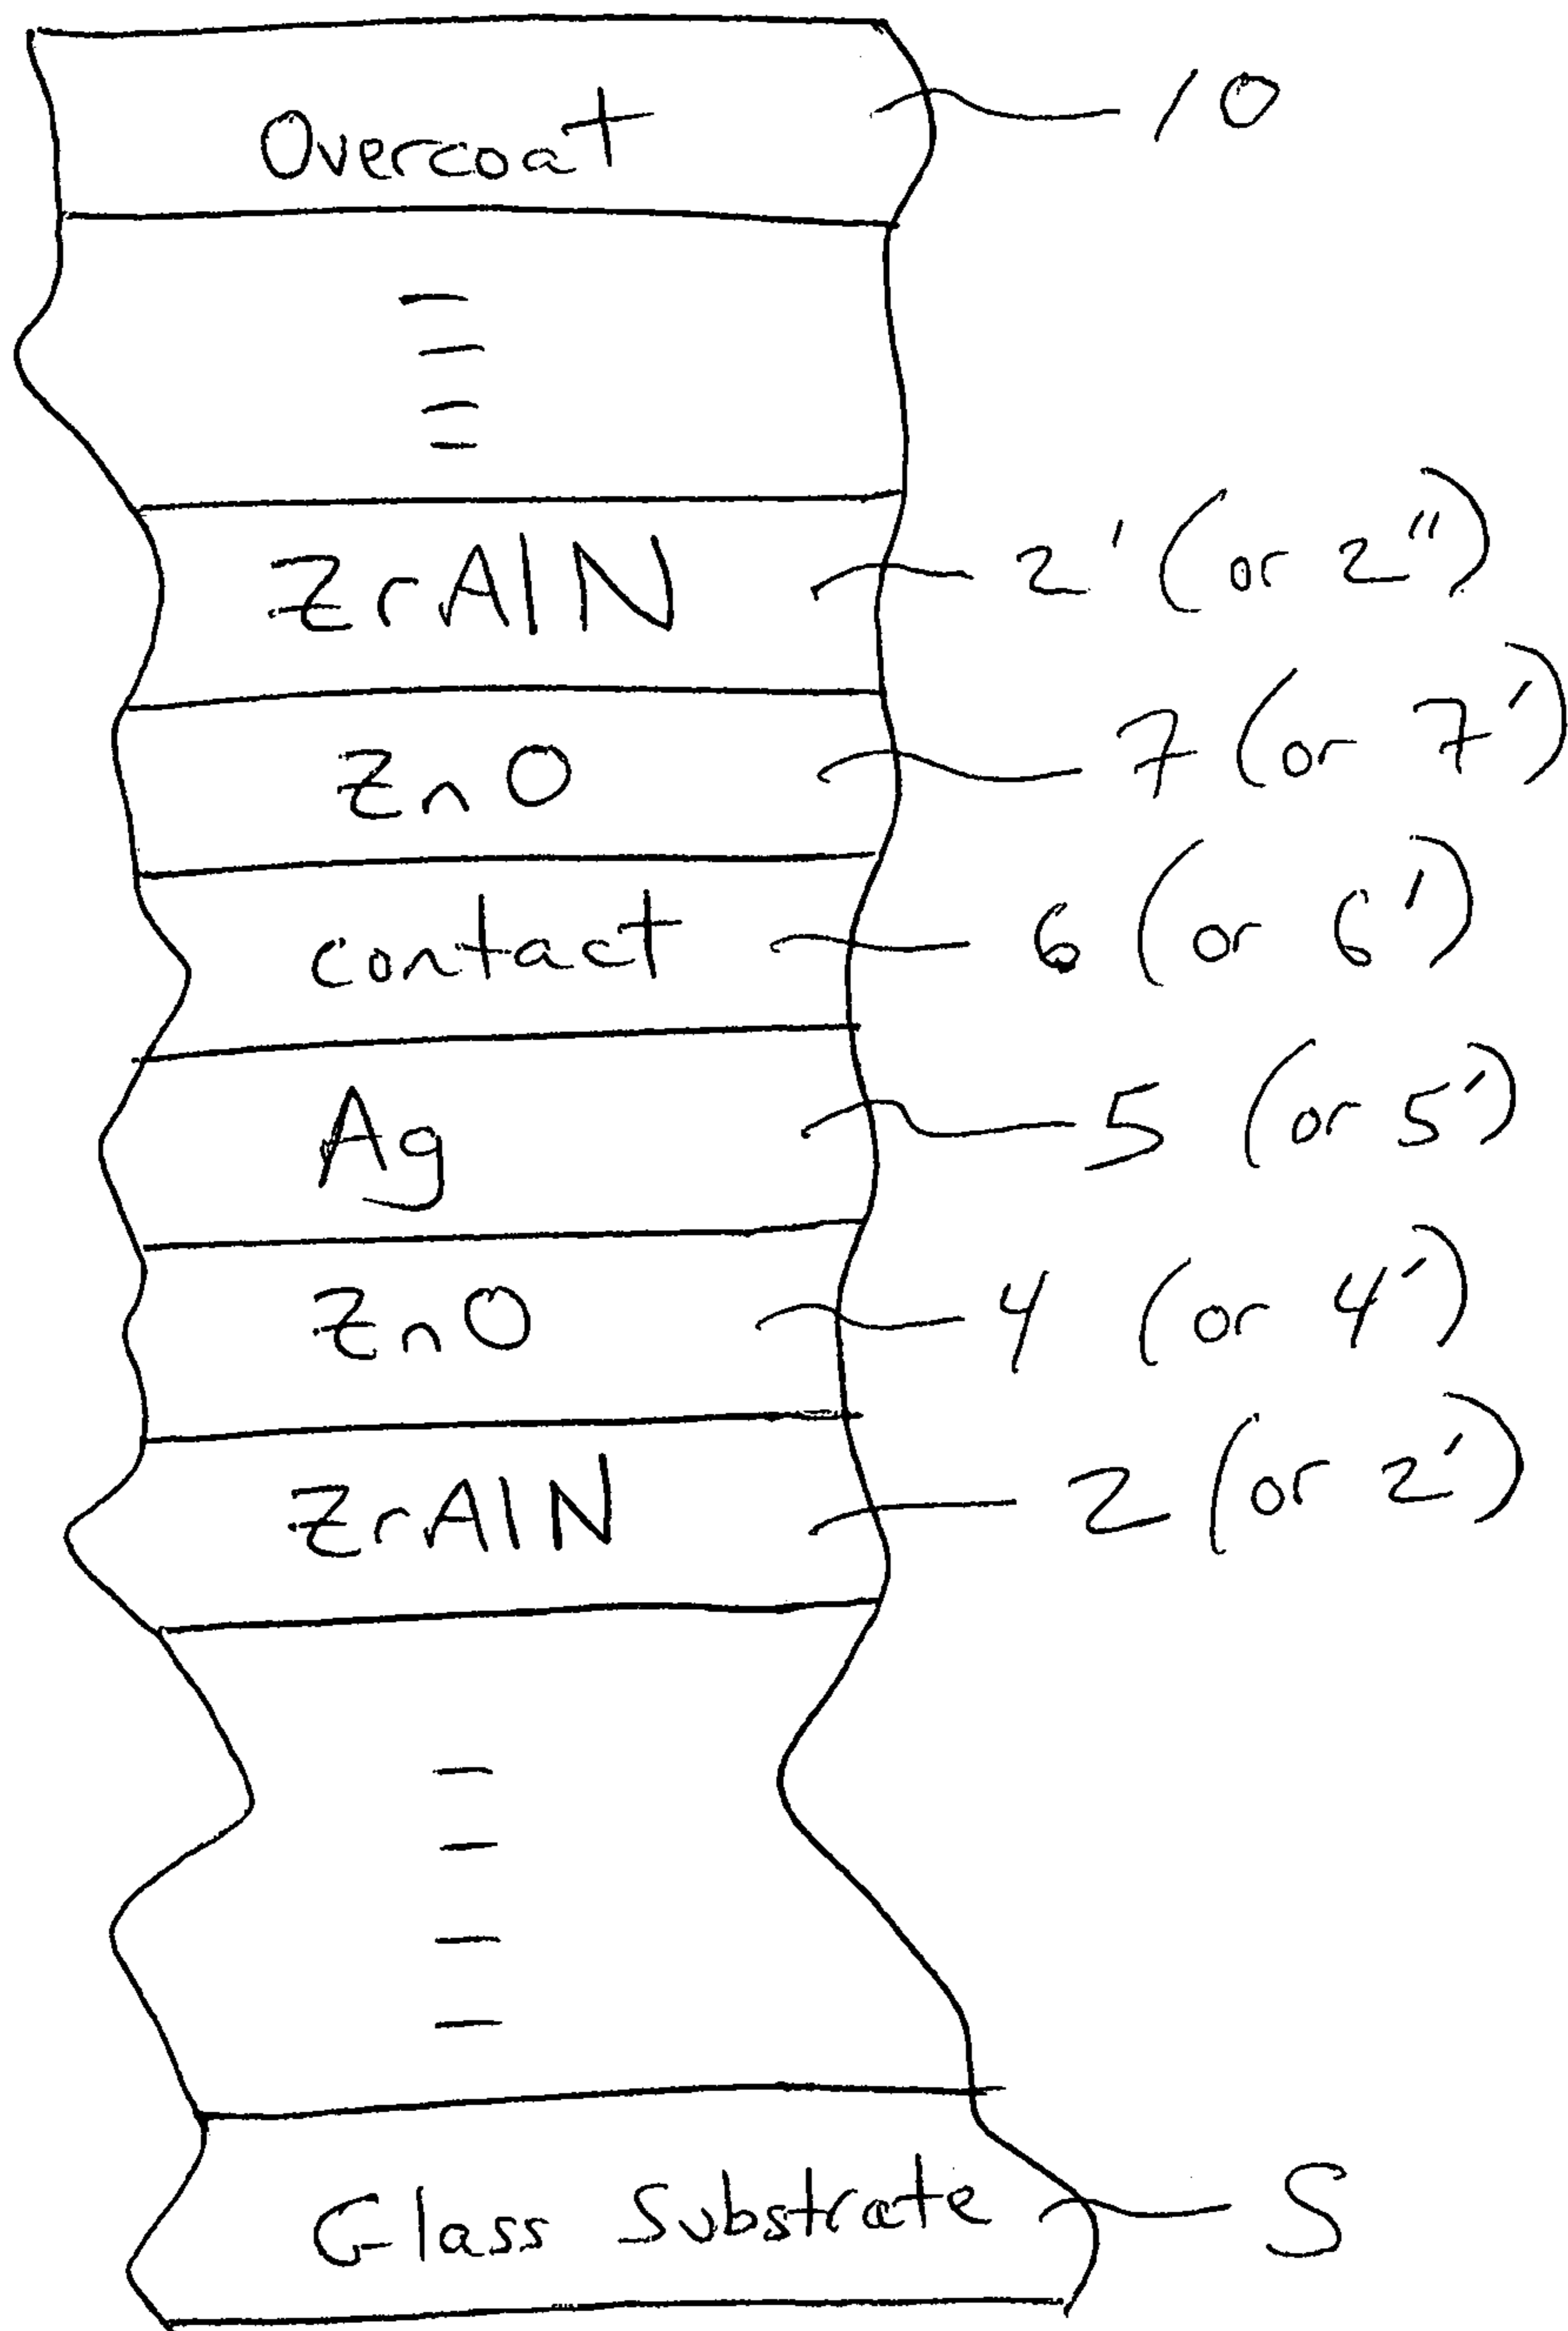 Overcoat 10
ZrAlN 2' (or 2")
ZnO 7 (or 7')
contact 6 (or 6')
Ag 5 (or 5')
ZnO 4 (or 4')
ZrAlN 2 (or 2')
Glass Substrate S